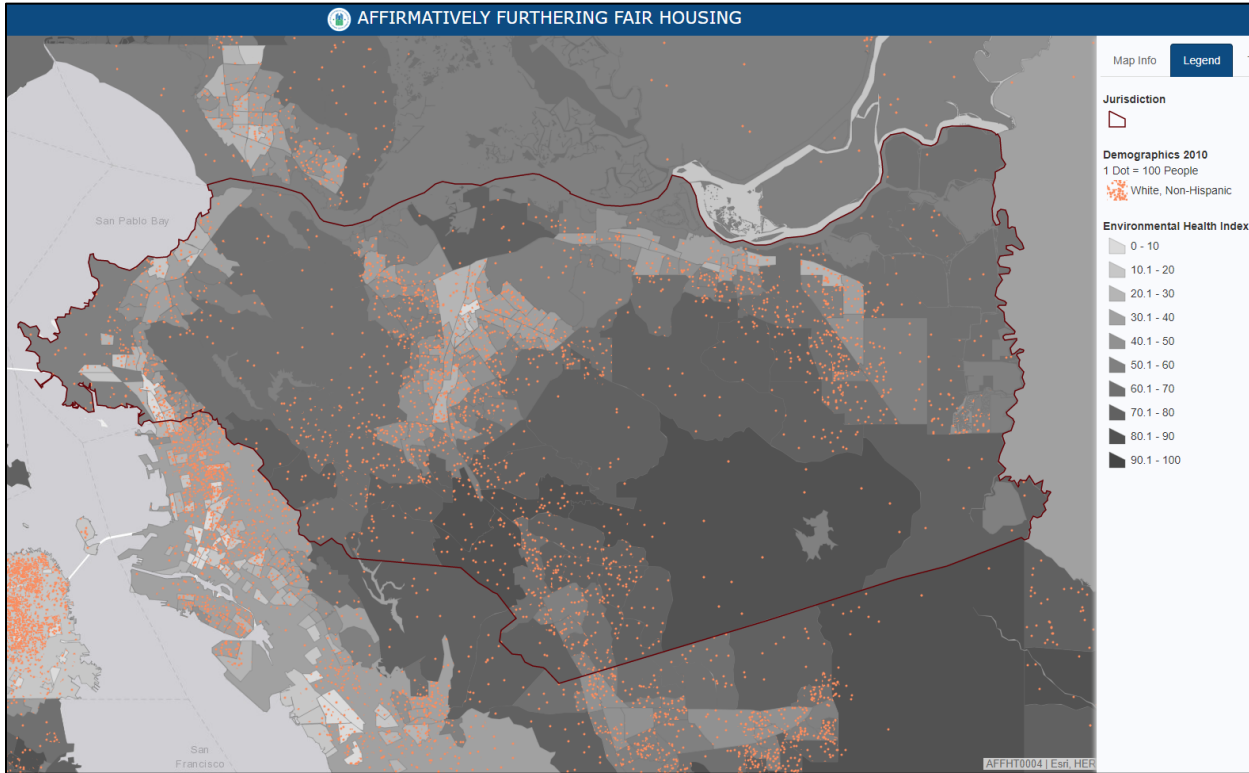 AFFIRMATIVELY FURTHERING FAIR HOUSING
Map Info Legend
Jurisdiction
Demographics 2010
1 Dot = 100 People
White, Non-Hispanic
Environmental Health Index
0 - 10
10.1 - 20
20.1 - 30
30.1 - 40
40.1 - 50
50.1 - 60
60.1 - 70
70.1 - 80
80.1 - 90
90.1 - 100
San Pablo Bay
San
Francisco
AFFHT0004 | Esri, HER